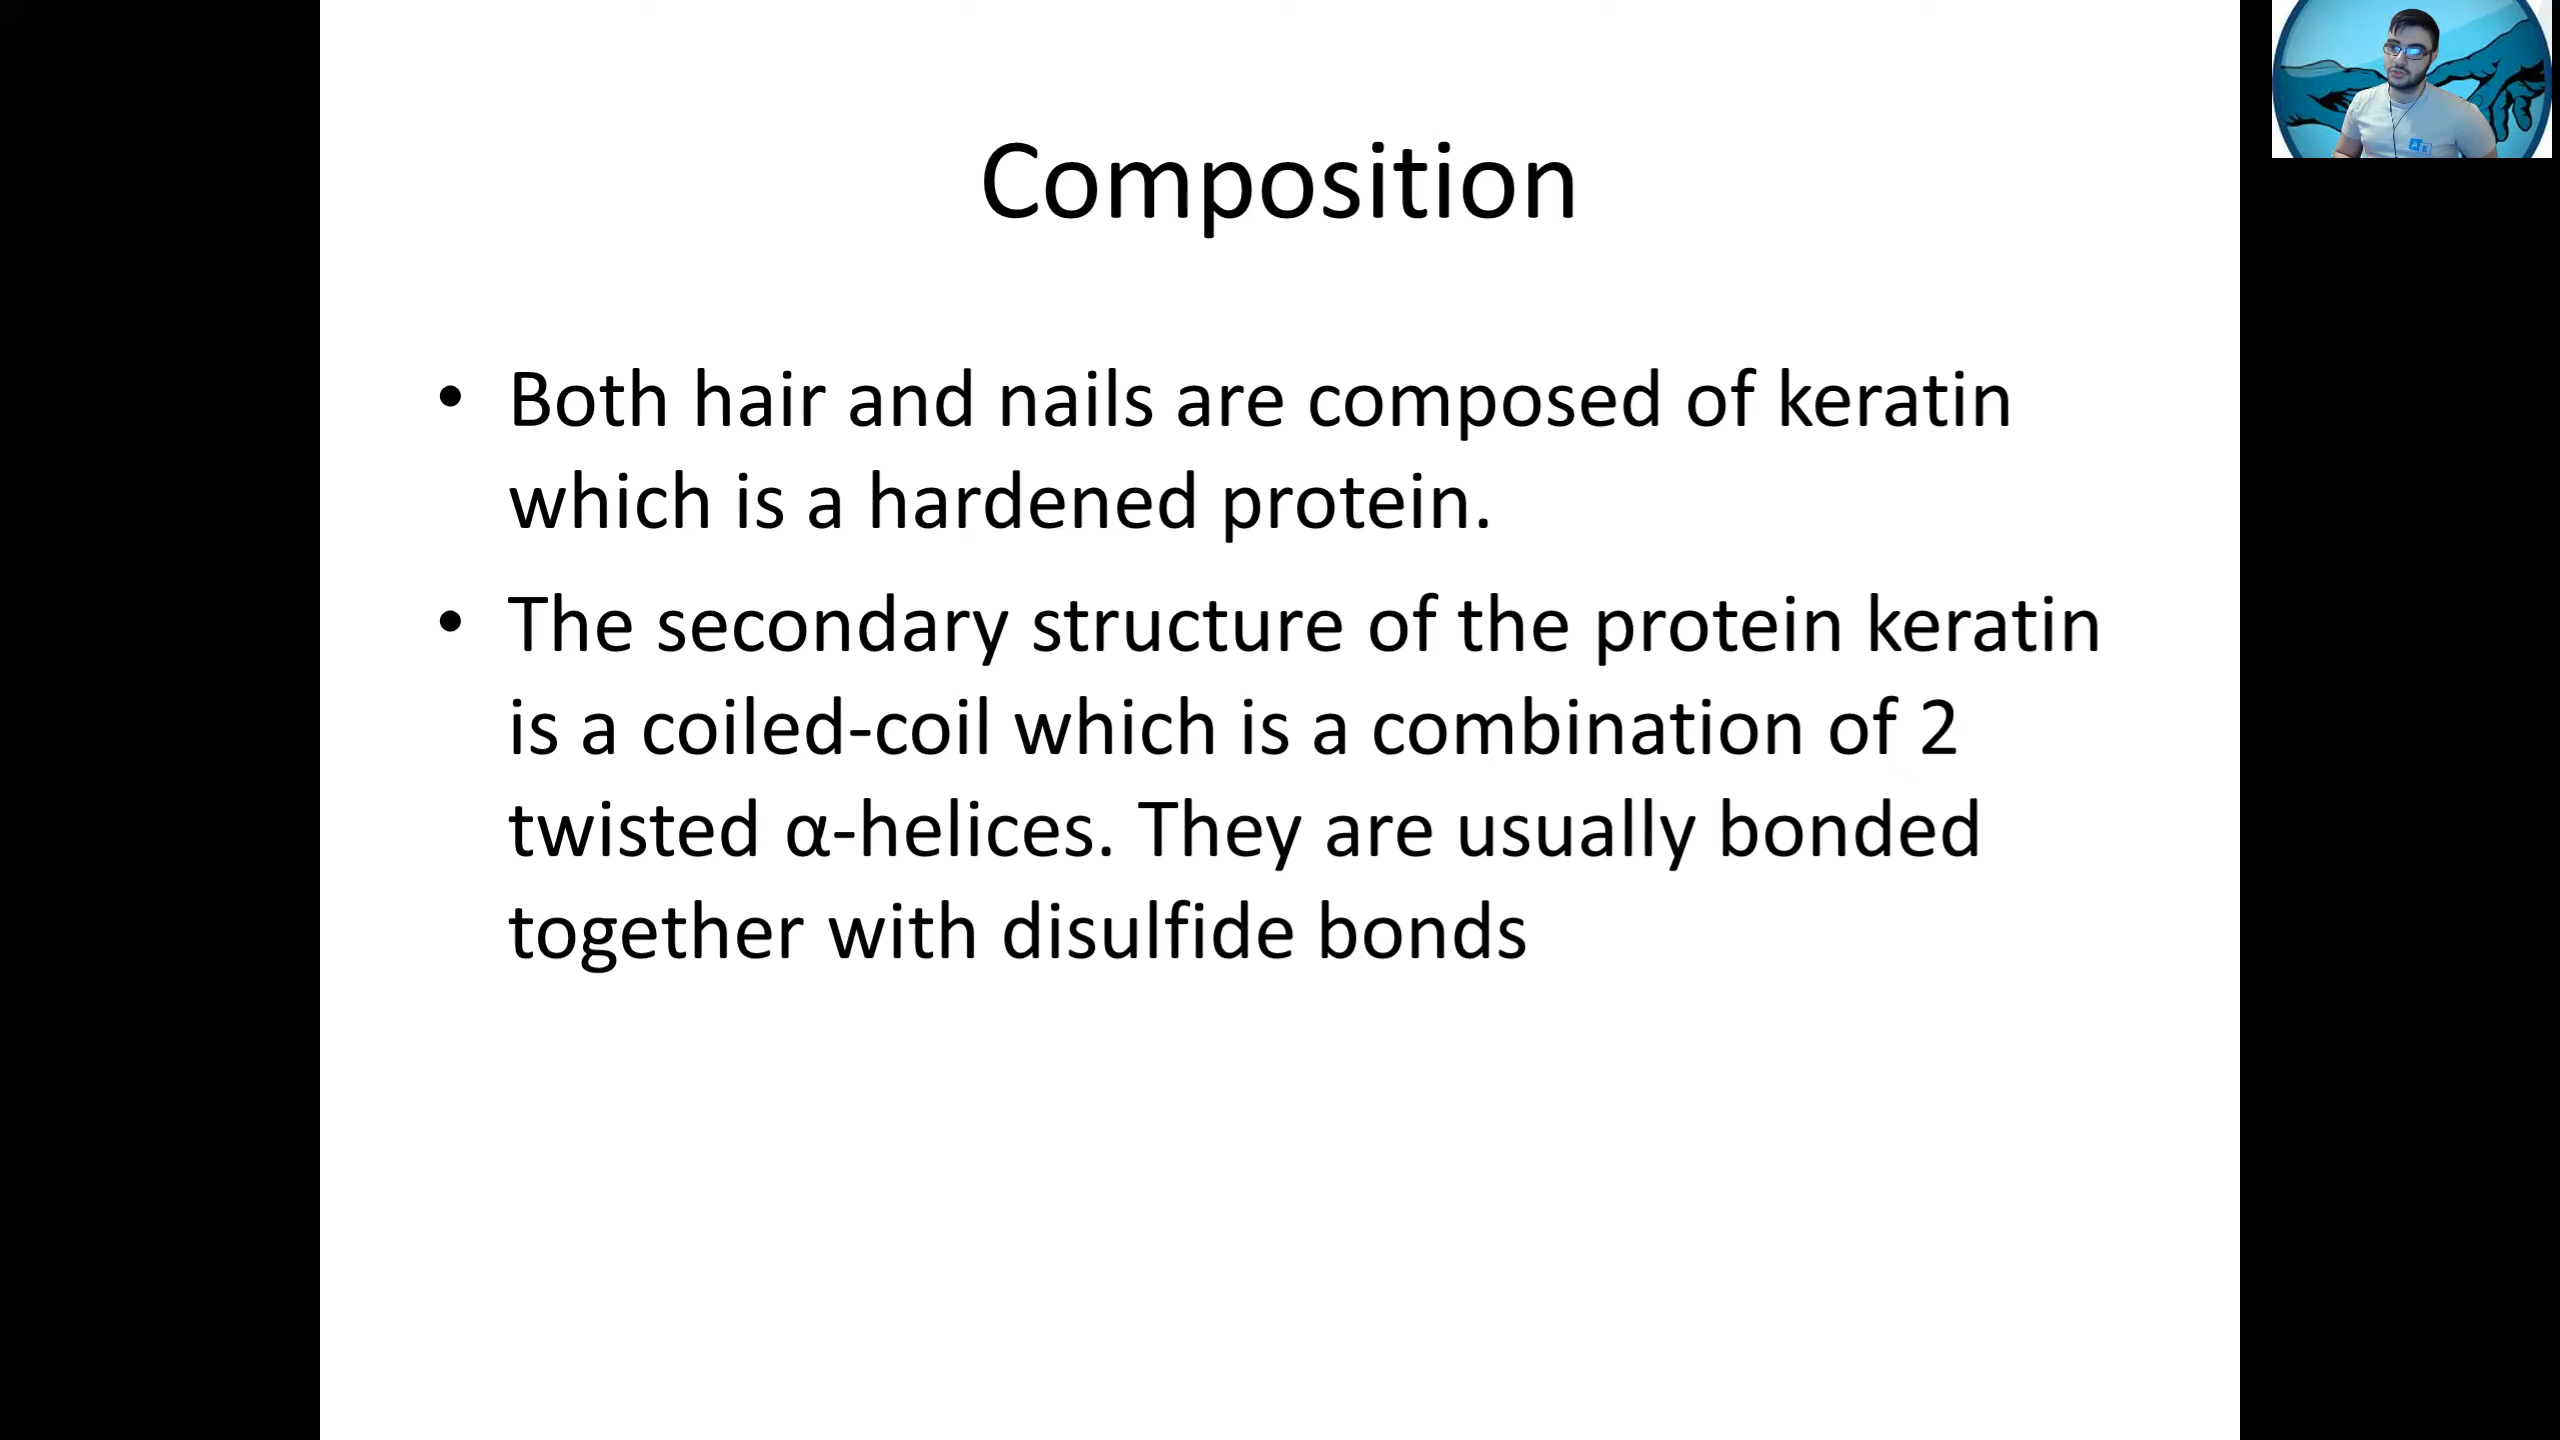 Composition
• Both hair and nails are composed of keratin
which is a hardened protein.
• The secondary structure of the protein keratin
is a coiled-coil which is a combination of 2
twisted α-helices. They are usually bonded
together with disulfide bonds
A E